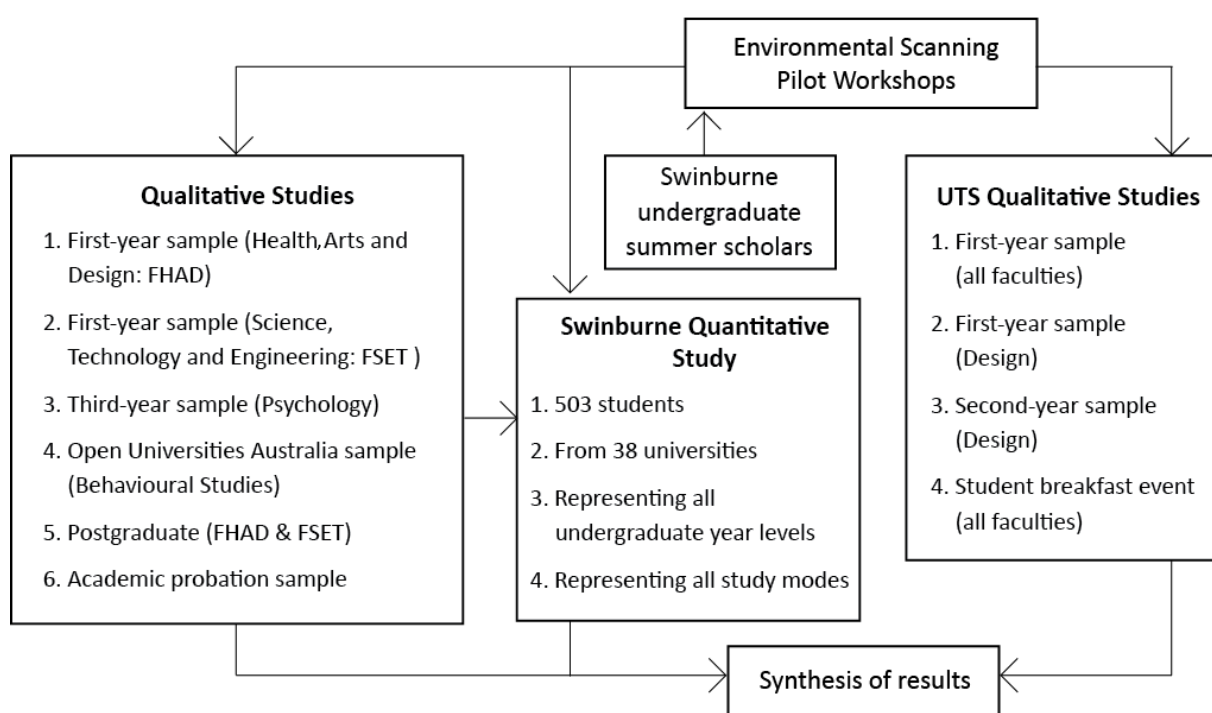 Environmental Scanning
Pilot Workshops
Swinburne
undergraduate
summer scholars
Qualitative Studies
1. First-year sample (Health,Arts and
Design: FHAD)
2. First-year sample (Science,
Technology and Engineering: FSET )
3. Third-year sample (Psychology)
4. Open Universities Australia sample
(Behavioural Studies)
5. Postgraduate (FHAD & FSET)
6. Academic probation sample
Swinburne Quantitative
Study
1. 503 students
2. From 38 universities
3. Representing all
undergraduate year levels
4. Representing all study modes
UTS Qualitative Studies
1. First-year sample
(all faculties)
2. First-year sample
(Design)
3. Second-year sample
(Design)
4. Student breakfast event
(all faculties)
Synthesis of results